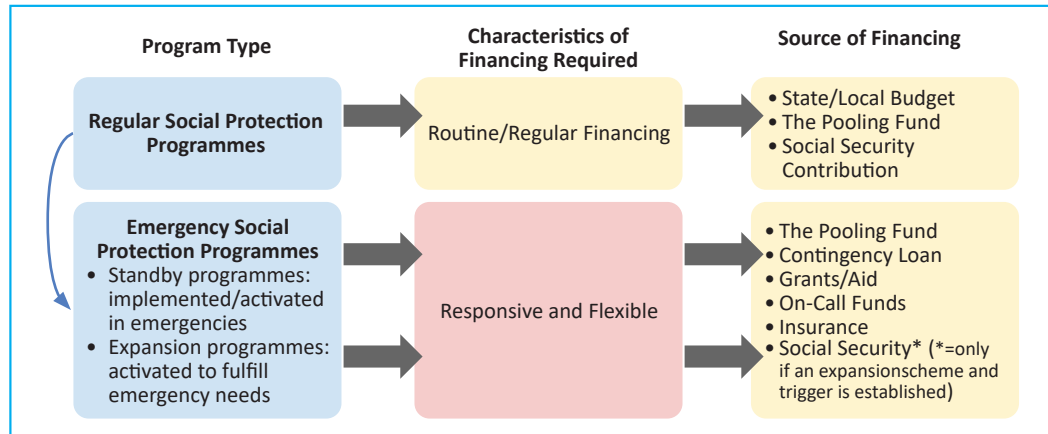 Program Type
Characteristics of
Financing Required
Source of Financing
Regular Social Protection
Programmes
Routine/Regular Financing
• State/Local Budget
• The Pooling Fund
• Social Security
Contribution
Emergency Social
Protection Programmes
• Standby programmes:
implemented/activated
in emergencies
• Expansion programmes:
activated to fulfill
emergency needs
Responsive and Flexible
• The Pooling Fund
• Contingency Loan
• Grants/Aid
• On-Call Funds
• Insurance
• Social Security* (*=only
if an expansionscheme and
trigger is established)